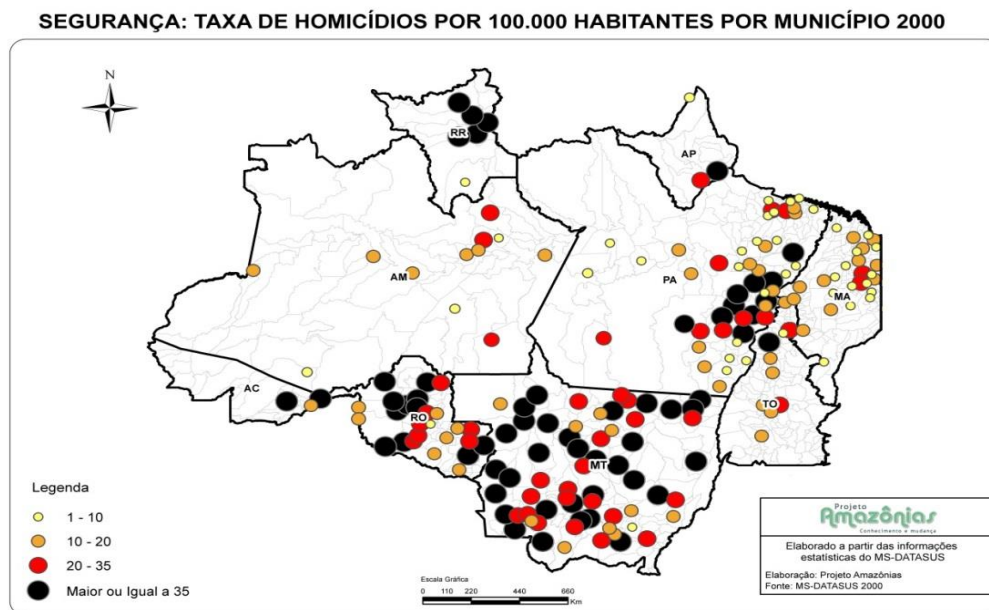 SEGURANÇA: TAXA DE HOMICÍDIOS POR 100.000 HABITANTES POR MUNICÍPIO 2000
N
RR
AP
AM
PA
MA
AC
RO
TO
MT
Legenda
1 - 10
10 - 20
20 - 35
Maior ou Igual a 35
Escala Gráfica
0 110 220 440 660
Km
Projeto
Amazônias
Conhecimento e mudança
Elaborado a partir das informações
estatísticas do MS-DATASUS
Elaboração: Projeto Amazônias
Fonte: MS-DATASUS 2000